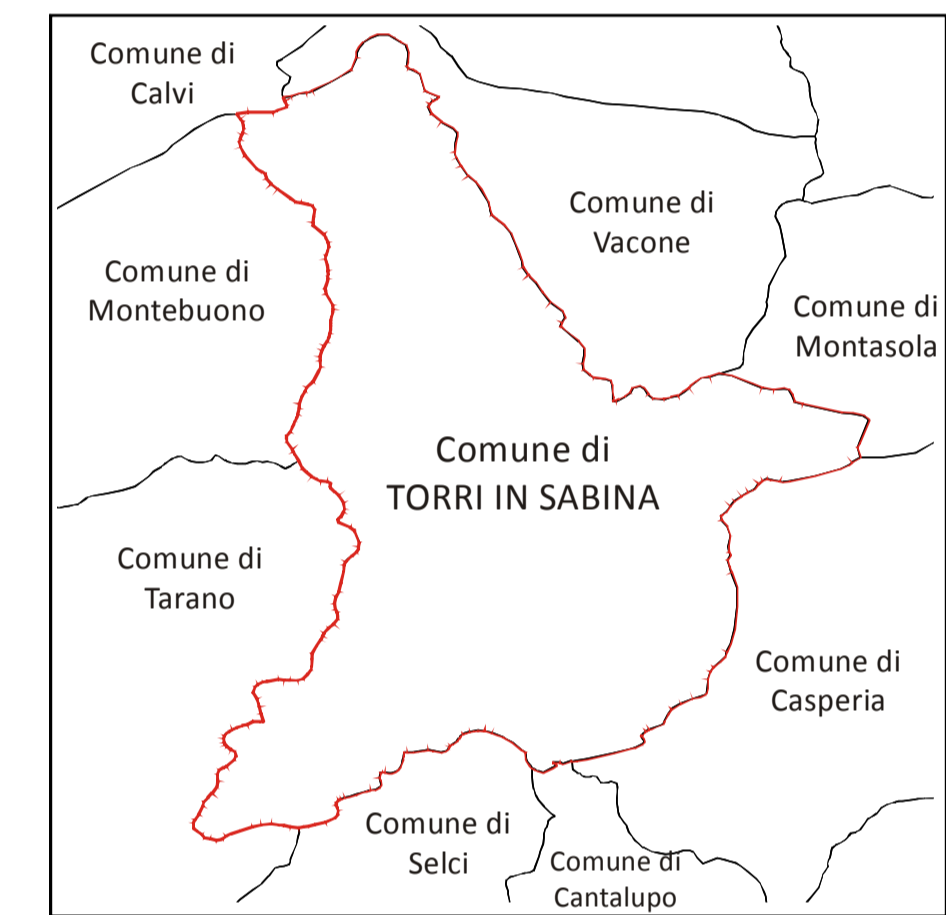 Comune di
Calvi
Comune di
Vacone
Comune di
Montebuono
Comune di
Montasola
Comune di
TORRI IN SABINA
Comune di
Tarano
Comune di
Casperia
Comune di
Selci
Comune di
Cantalupo